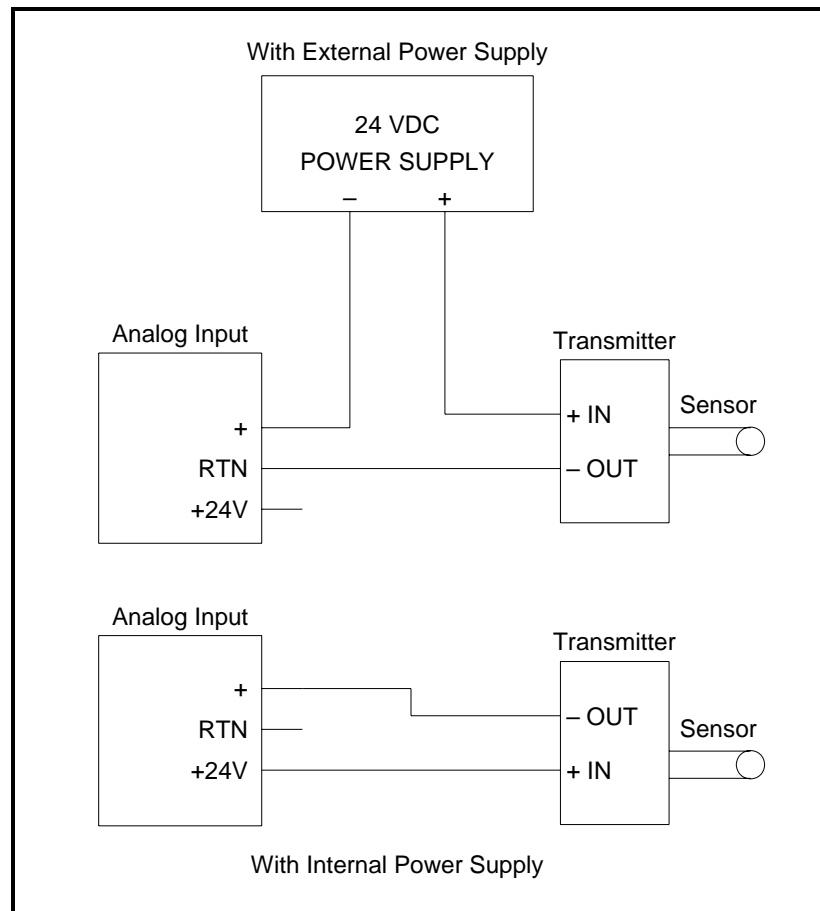 With External Power Supply
24 VDC
POWER SUPPLY
– +
Analog Input
+
RTN
+24V
Transmitter
+ IN
– OUT
Sensor
Analog Input
+
RTN
+24V
Transmitter
– OUT
+ IN
Sensor
With Internal Power Supply